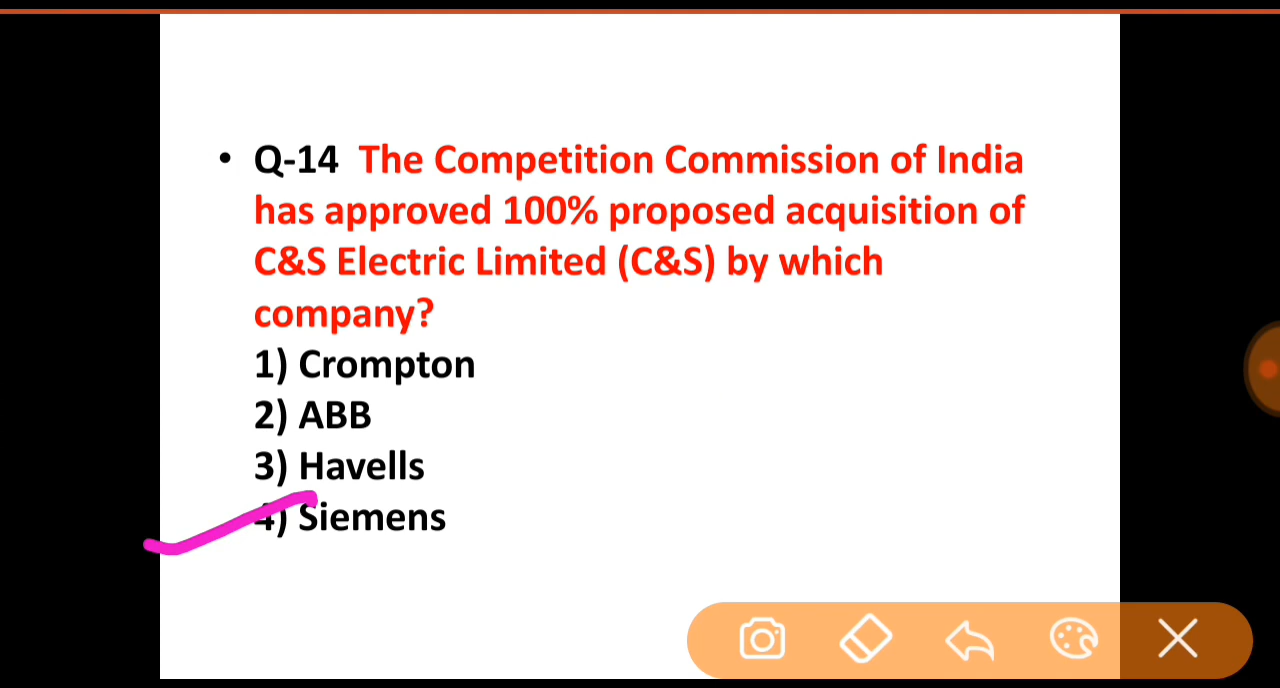 • Q-14 The Competition Commission of India
has approved 100% proposed acquisition of
C&S Electric Limited (C&S) by which
company?
1) Crompton
2) ABB
3) Havells
4) Siemens